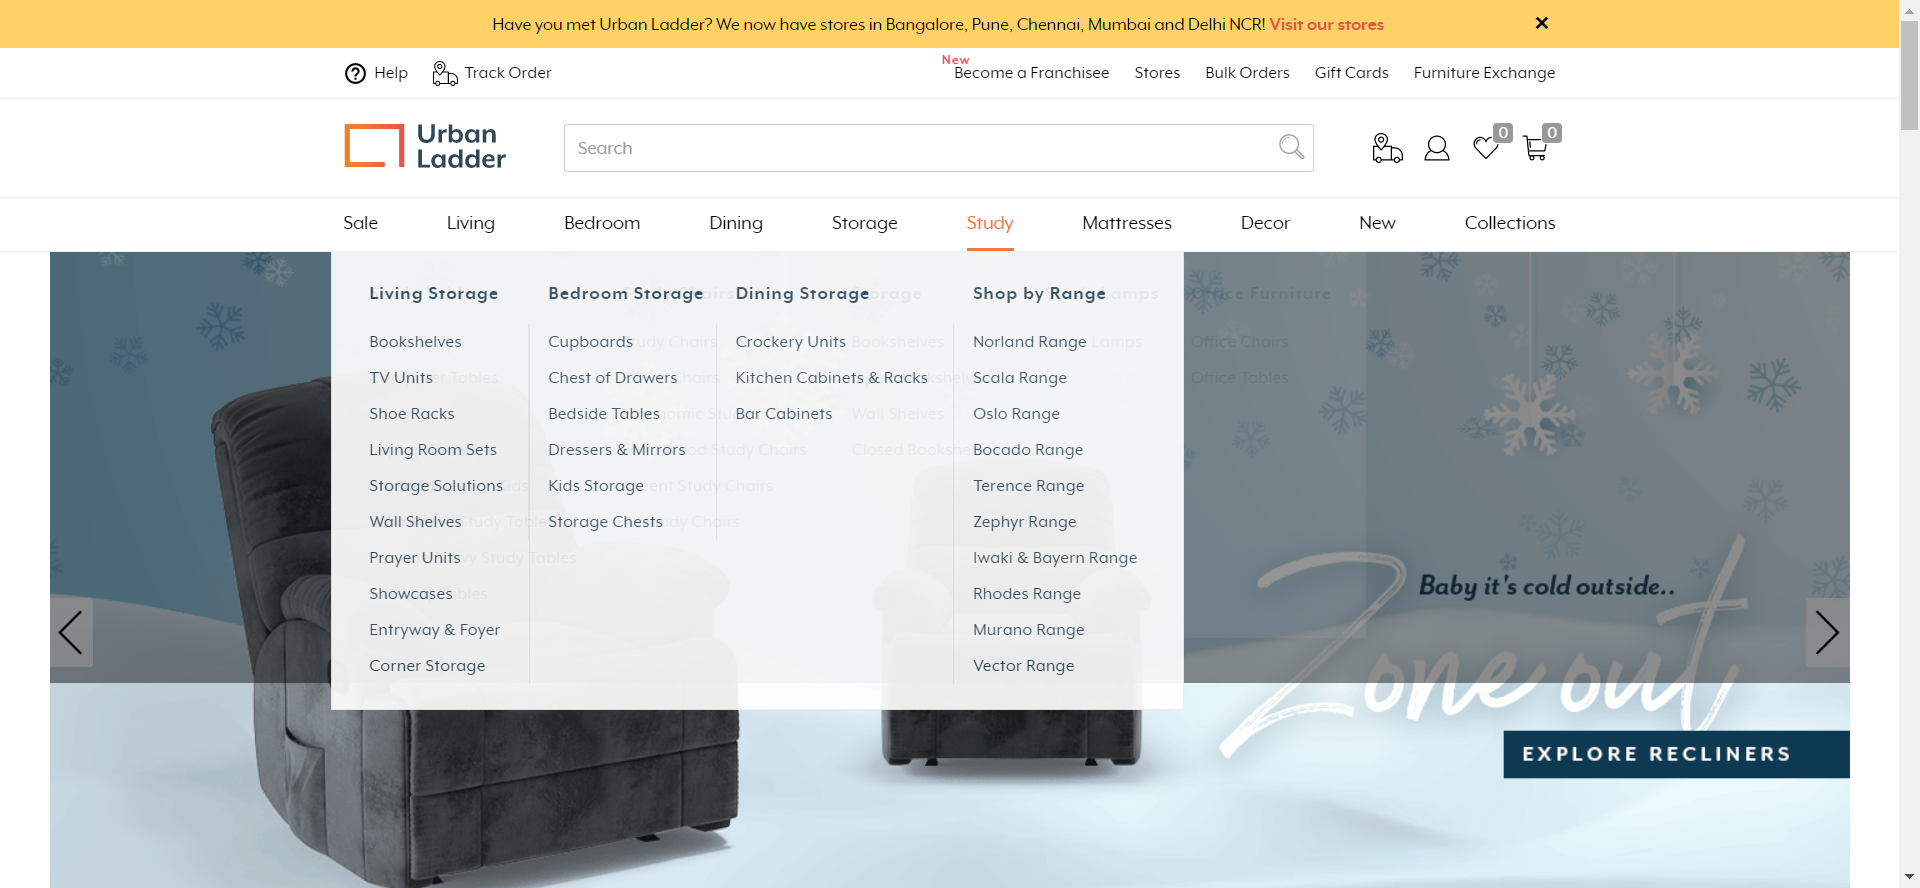 Have you met Urban Ladder? We now have stores in Bangalore, Pune, Chennai, Mumbai and Delhi NCR! Visit our stores
Help
Track Order
New
Become a Franchisee
Stores
Bulk Orders
Gift Cards
Furniture Exchange
Urban
Ladder
Search
0
0
Sale
Living
Bedroom
Dining
Storage
Study
Mattresses
Decor
New
Collections
Living Storage
Bookshelves
TV Units
Shoe Racks
Living Room Sets
Storage Solutions
Wall Shelves
Prayer Units
Showcases
Entryway & Foyer
Corner Storage
Bedroom Storage
Cupboards
Chest of Drawers
Bedside Tables
Dressers & Mirrors
Kids Storage
Storage Chests
Dining Storage
Crockery Units
Kitchen Cabinets & Racks
Bar Cabinets
Shop by Range
Norland Range
Scala Range
Oslo Range
Bocado Range
Terence Range
Zephyr Range
Iwaki & Bayern Range
Rhodes Range
Murano Range
Vector Range
Storage
Bookshelves
Wall Shelves
Lamps
Office Furniture
Office Chairs
Office Tables
Baby it's cold outside..
Zone out
EXPLORE RECLINERS